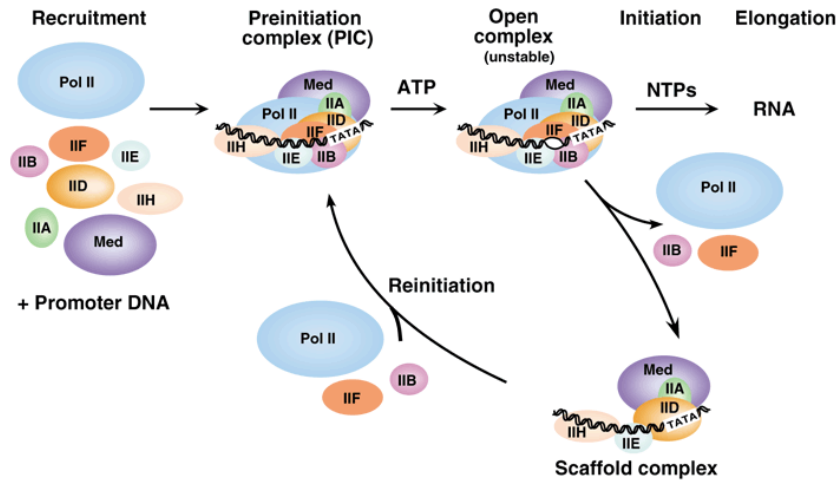 Recruitment
Preinitiation
complex (PIC)
Open
complex
(unstable)
Initiation
Elongation
Pol II
IIF
IIB
IIE
IID
IIH
IIA
Med
+ Promoter DNA
Med
IIA
Pol II
IID
IIF
TATA
IIH
IIE
IIB
ATP
Med
IIA
Pol II
IID
IIF
TATA
IIH
IIE
IIB
NTPs
RNA
Pol II
IIB
IIF
Reinitiation
Pol II
IIB
IIF
Med
IIA
IID
TATA
IIH
IIE
Scaffold complex